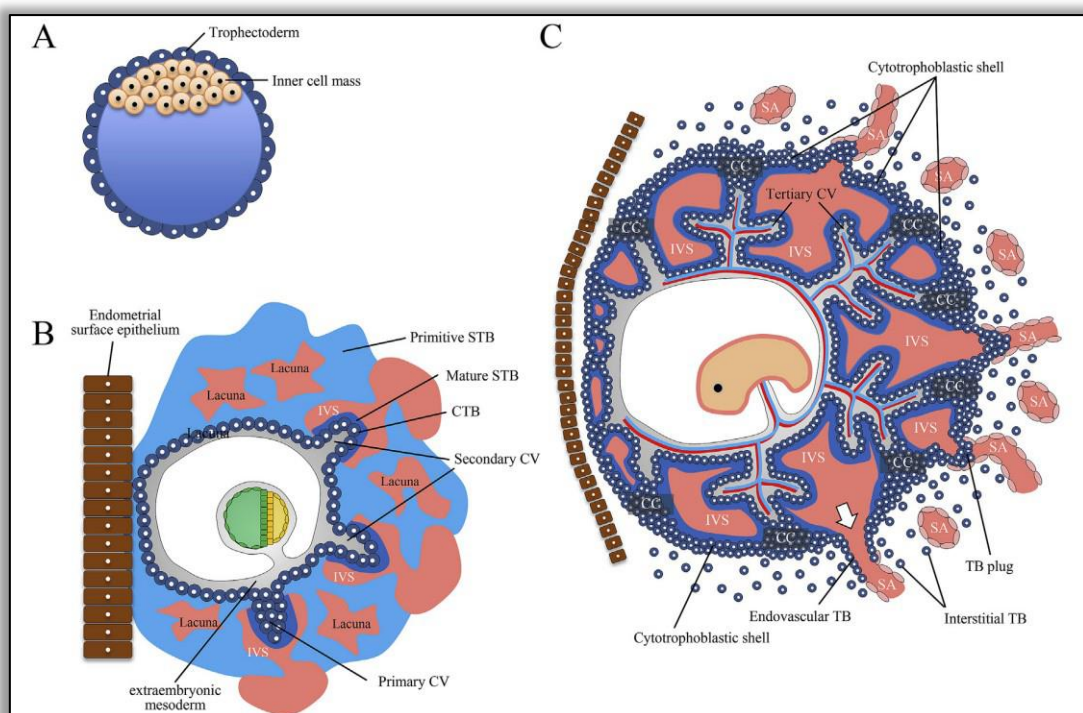 A
Trophectoderm
Inner cell mass
B
Endometrial
surface epithelium
Primitive STB
Lacuna
Lacuna
Mature STB
IVS
CTB
Lacuna
Secondary CV
Lacuna
IVS
Lacuna
Lacuna
IVS
Primary CV
extraembryonic
mesoderm
C
Cytotrophoblastic shell
SA
SA
CC
SA
Tertiary CV
CC
CC
IVS
IVS
SA
CC
IVS
SA
CC
SA
IVS
IVS
SA
CC
CC
IVS
SA
CC
TB plug
SA
Endovascular TB
Interstitial TB
Cytotrophoblastic shell